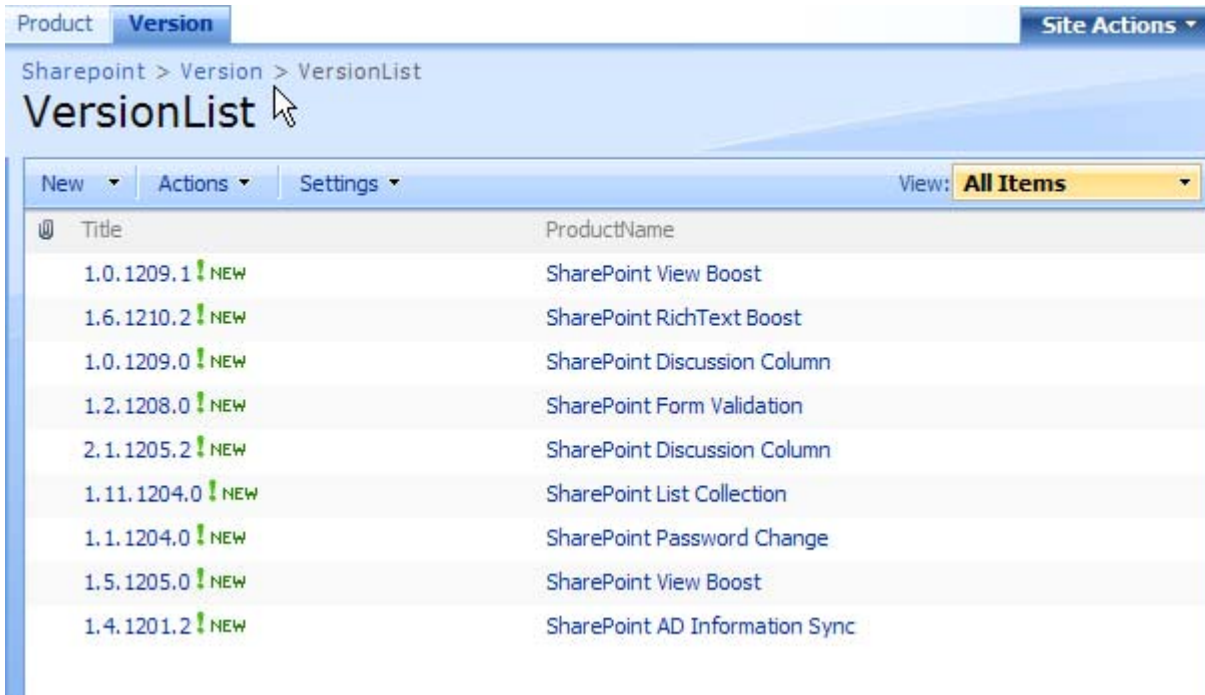 Product Version Site Actions
Sharepoint > Version > VersionList
VersionList
New Actions Settings View: All Items
Title ProductName
1.0.1209.1 ! NEW SharePoint View Boost
1.6.1210.2 ! NEW SharePoint RichText Boost
1.0.1209.0 ! NEW SharePoint Discussion Column
1.2.1208.0 ! NEW SharePoint Form Validation
2.1.1205.2 ! NEW SharePoint Discussion Column
1.11.1204.0 ! NEW SharePoint List Collection
1.1.1204.0 ! NEW SharePoint Password Change
1.5.1205.0 ! NEW SharePoint View Boost
1.4.1201.2 ! NEW SharePoint AD Information Sync